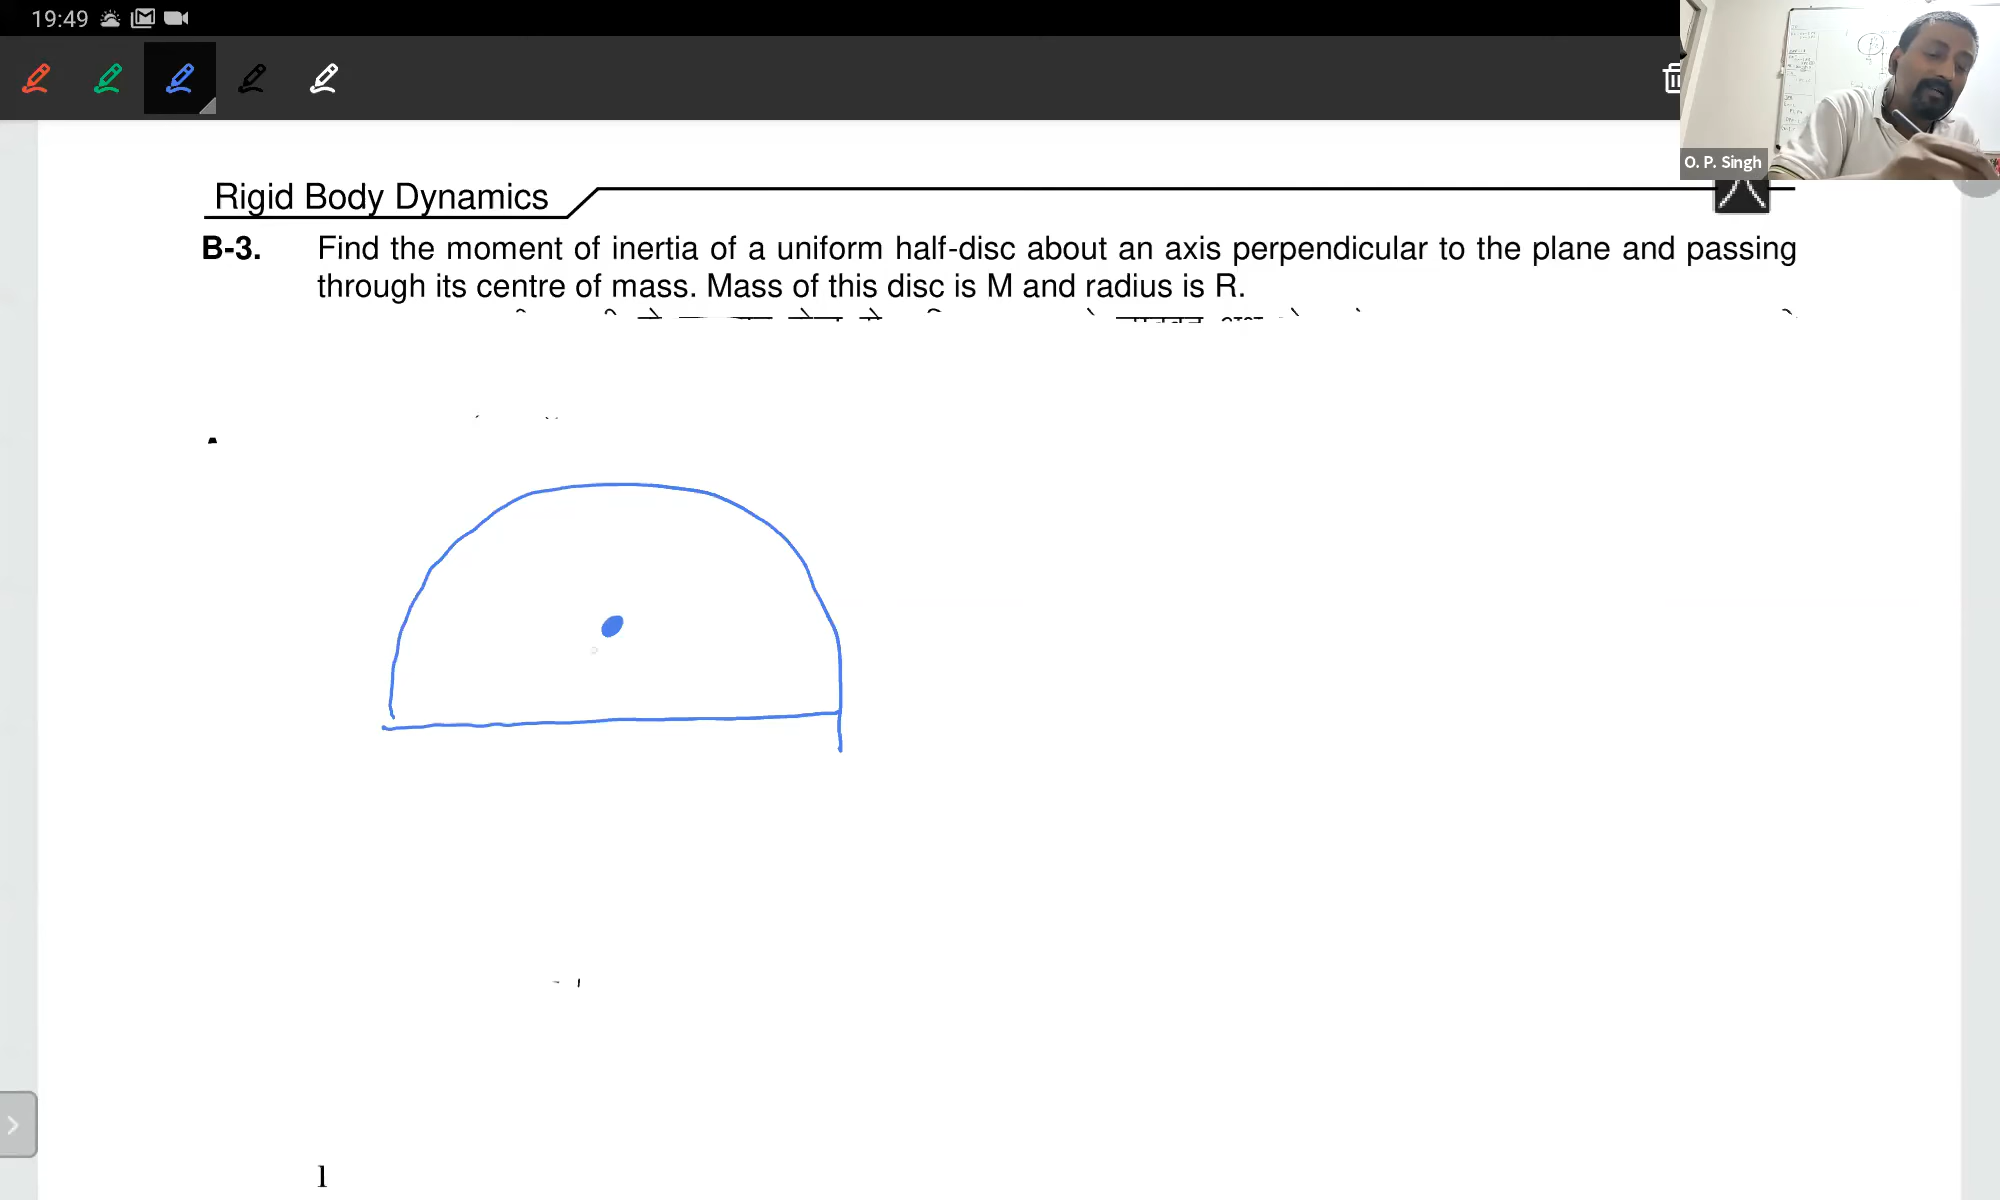 19:49
O. P. Singh
Rigid Body Dynamics
B-3. Find the moment of inertia of a uniform half-disc about an axis perpendicular to the plane and passing
through its centre of mass. Mass of this disc is M and radius is R.